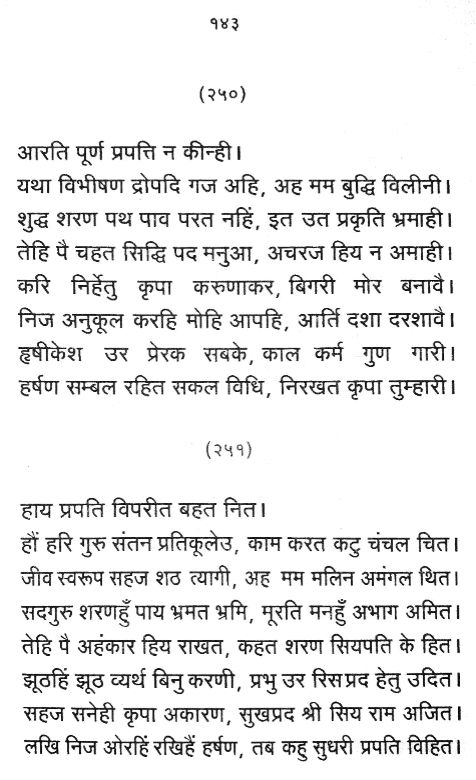 १४३
(२५०)
आरति पूर्ण प्रपत्ति न कीन्ही।
यथा विभीषण द्रोपदि गज अहि, अह मम बुद्धि विलीनी।
शुद्ध शरण पथ पाव परत नहिं, इत उत प्रकृति भ्रमाही।
तेहि पै चहत सिद्धि पद मनुआ, अचरज हिय न अमाही।
करि निर्हेतु कृपा करुणाकर, बिगरी मोर बनावै।
निज अनुकूल करहि मोहि आपहि, आर्ति दशा दरशावै।
हृषीकेश उर प्रेरक सबके, काल कर्म गुण गारी।
हर्षण सम्बल रहित सकल विधि, निरखत कृपा तुम्हारी।
(२५१)
हाय प्रपति विपरीत बहत नित।
हौं हरि गुरु संतन प्रतिकूलेउ, काम करत कटु चंचल चित।
जीव स्वरूप सहज शठ त्यागी, अह मम मलिन अमंगल थित।
सदगुरु शरणहुँ पाय भ्रमत भ्रमि, मूरति मनहुँ अभाग अमित।
तेहि पै अहंकार हिय राखत, कहत शरण सियपति के हित।
झूठहिं झूठ व्यर्थ बिनु करणी, प्रभु उर रिसप्रद हेतु उदित।
सहज सनेही कृपा अकारण, सुखप्रद श्री सिय राम अजित।
लखि निज ओरहिं रखिहैं हर्षण, तब कहु सुधरी प्रपति विहित।